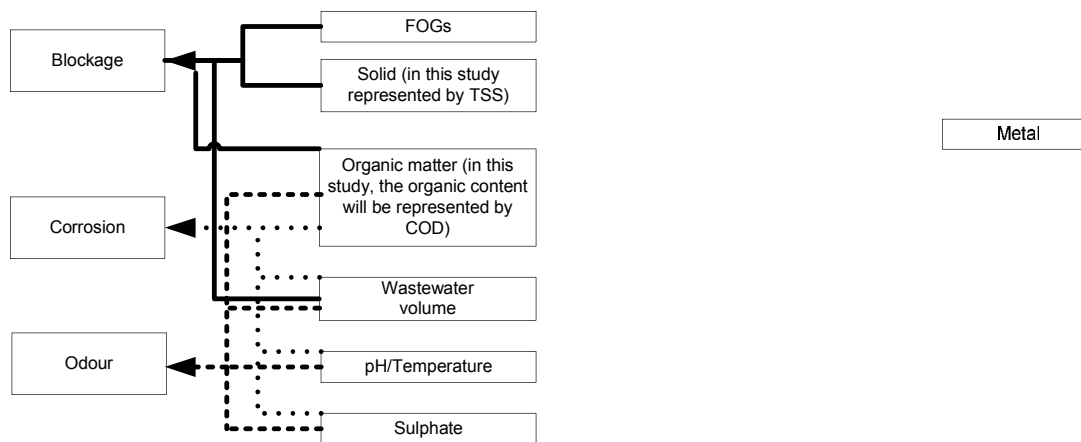 FOGs
Blockage
Solid (in this study
represented by TSS)
Metal
Organic matter (in this
study, the organic content
will be represented by
COD)
Corrosion
Wastewater
volume
Odour
pH/Temperature
Sulphate